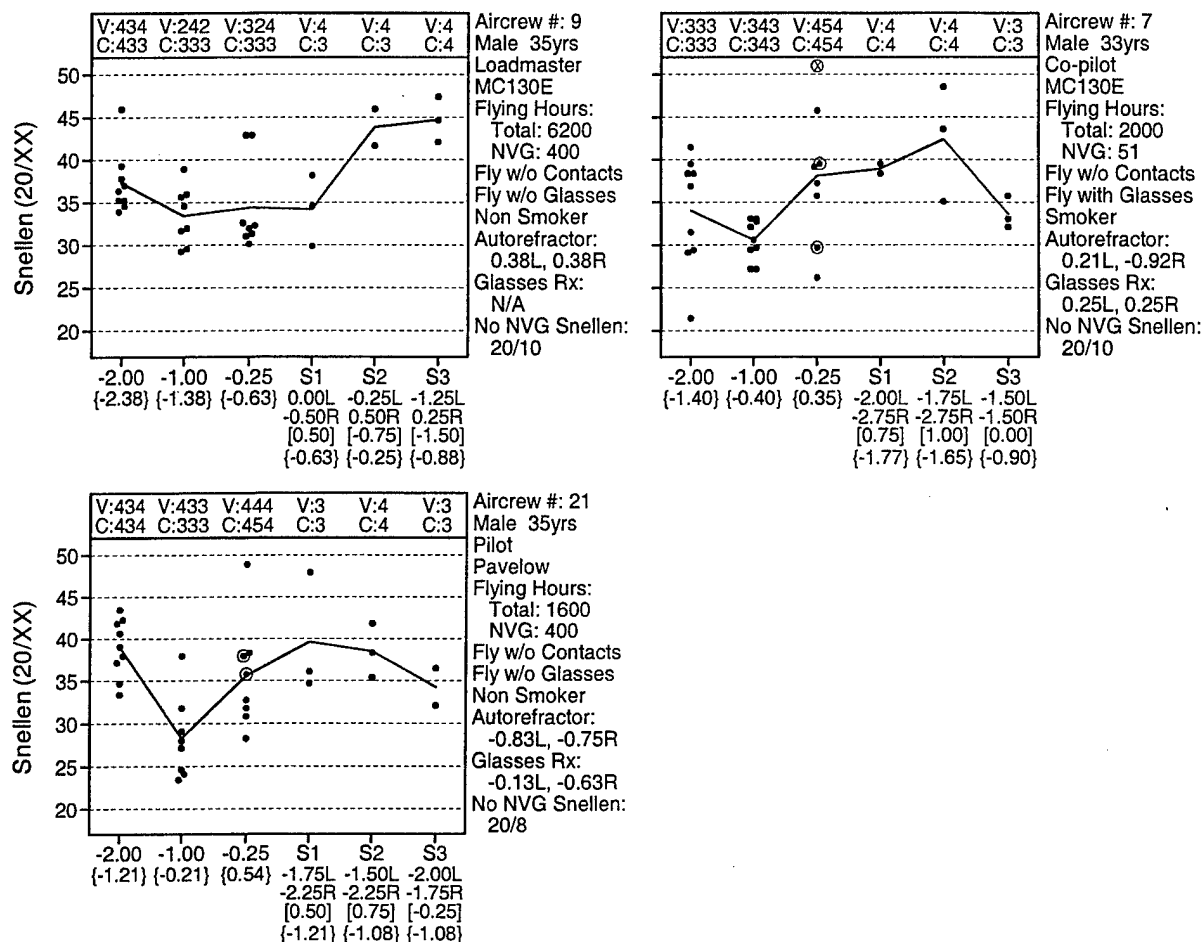 V:434 V:242 V:324 V:4 V:4 V:4
C:433 C:333 C:333 C:3 C:3 C:4
Aircrew #: 9
Male 35yrs
Loadmaster
MC130E
Flying Hours:
Total: 6200
NVG: 400
Fly w/o Contacts
Fly w/o Glasses
Non Smoker
Autorefractor:
0.38L, 0.38R
Glasses Rx:
N/A
No NVG Snellen:
20/10
Snellen (20/XX)
50
45
40
35
30
25
20
-2.00 -1.00 -0.25 S1 S2 S3
{-2.38} {-1.38} {-0.63} 0.00L -0.25L -1.25L
-0.50R 0.50R 0.25R
[0.50] [-0.75] [-1.50]
{-0.63} {-0.25} {-0.88}
V:333 V:343 V:454 V:4 V:4 V:3
C:333 C:343 C:454 C:4 C:4 C:3
Aircrew #: 7
Male 33yrs
Co-pilot
MC130E
Flying Hours:
Total: 2000
NVG: 51
Fly w/o Contacts
Fly with Glasses
Smoker
Autorefractor:
0.21L, -0.92R
Glasses Rx:
0.25L, 0.25R
No NVG Snellen:
20/10
-2.00 -1.00 -0.25 S1 S2 S3
{-1.40} {-0.40} {0.35} -2.00L -1.75L -1.50L
-2.75R -2.75R -1.50R
[0.75] [1.00] [0.00]
{-1.77} {-1.65} {-0.90}
V:434 V:433 V:444 V:3 V:4 V:3
C:434 C:333 C:454 C:3 C:4 C:3
Aircrew #: 21
Male 35yrs
Pilot
Pavelow
Flying Hours:
Total: 1600
NVG: 400
Fly w/o Contacts
Fly w/o Glasses
Non Smoker
Autorefractor:
-0.83L, -0.75R
Glasses Rx:
-0.13L, -0.63R
No NVG Snellen:
20/8
Snellen (20/XX)
50
45
40
35
30
25
20
-2.00 -1.00 -0.25 S1 S2 S3
{-1.21} {-0.21} {0.54} -1.75L -1.50L -2.00L
-2.25R -2.25R -1.75R
[0.50] [0.75] [-0.25]
{-1.21} {-1.08} {-1.08}